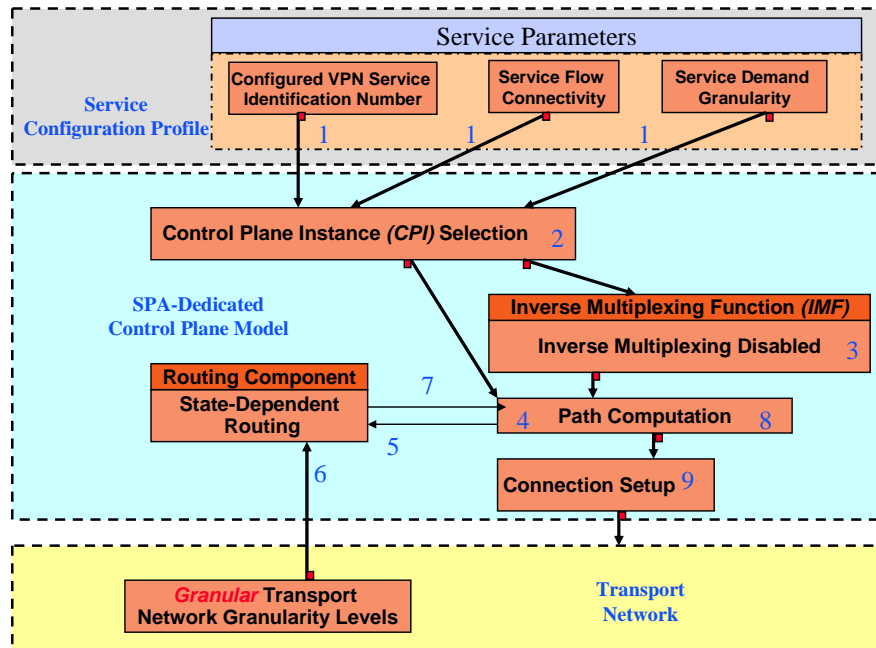 Service Parameters
Configured VPN Service
Identification Number
Service Flow
Connectivity
Service Demand
Granularity
Service
Configuration Profile
1
1
1
Control Plane Instance (CPI) Selection
2
SPA-Dedicated
Control Plane Model
Inverse Multiplexing Function (IMF)
Inverse Multiplexing Disabled
3
Routing Component
State-Dependent
Routing
7
5
4
Path Computation
8
6
Connection Setup
9
Granular Transport
Network Granularity Levels
Transport
Network